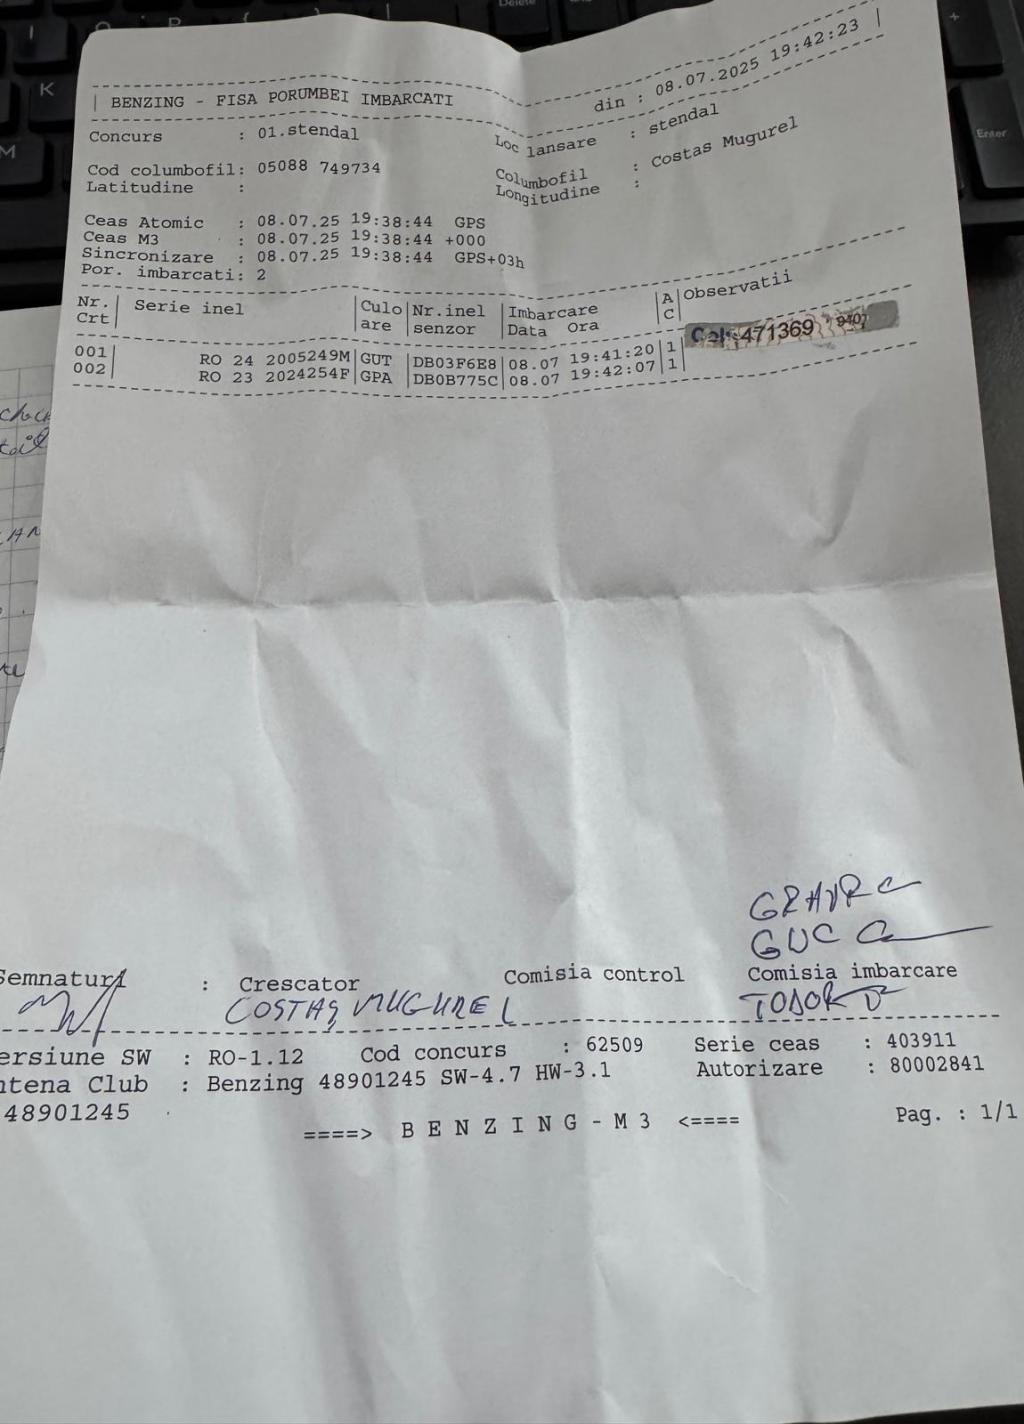 BENZING - FISA PORUMBEI IMBARCATI din : 08.07.2025 19:42:23
Concurs : 01.stendal Loc lansare : stendal
Cod columbofil: 05088 749734 Columbofil : Costas Mugurel
Latitudine : Longitudine :
Ceas Atomic : 08.07.25 19:38:44 GPS
Ceas M3 : 08.07.25 19:38:44 +000
Sincronizare : 08.07.25 19:38:44 GPS+03h
Por. imbarcati: 2
Nr. | Serie inel | Culo | Nr.inel | Imbarcare | A | Observatii
Crt | | are | senzor | Data Ora | C |
001 | RO 24 2005249M | GUT | DB03F6E8 | 08.07 19:41:20 | 1 | 471369 9407
002 | RO 23 2024254F | GPA | DB0B775C | 08.07 19:42:07 | 1 |
GUC
Semnaturi : Crescator Comisia control Comisia imbarcare
COSTAȘ MUGUREL TODOR D
ersiune SW : RO-1.12 Cod concurs : 62509 Serie ceas : 403911
ntena Club : Benzing 48901245 SW-4.7 HW-3.1 Autorizare : 80002841
48901245
====> B E N Z I N G - M 3 <==== Pag. : 1/1